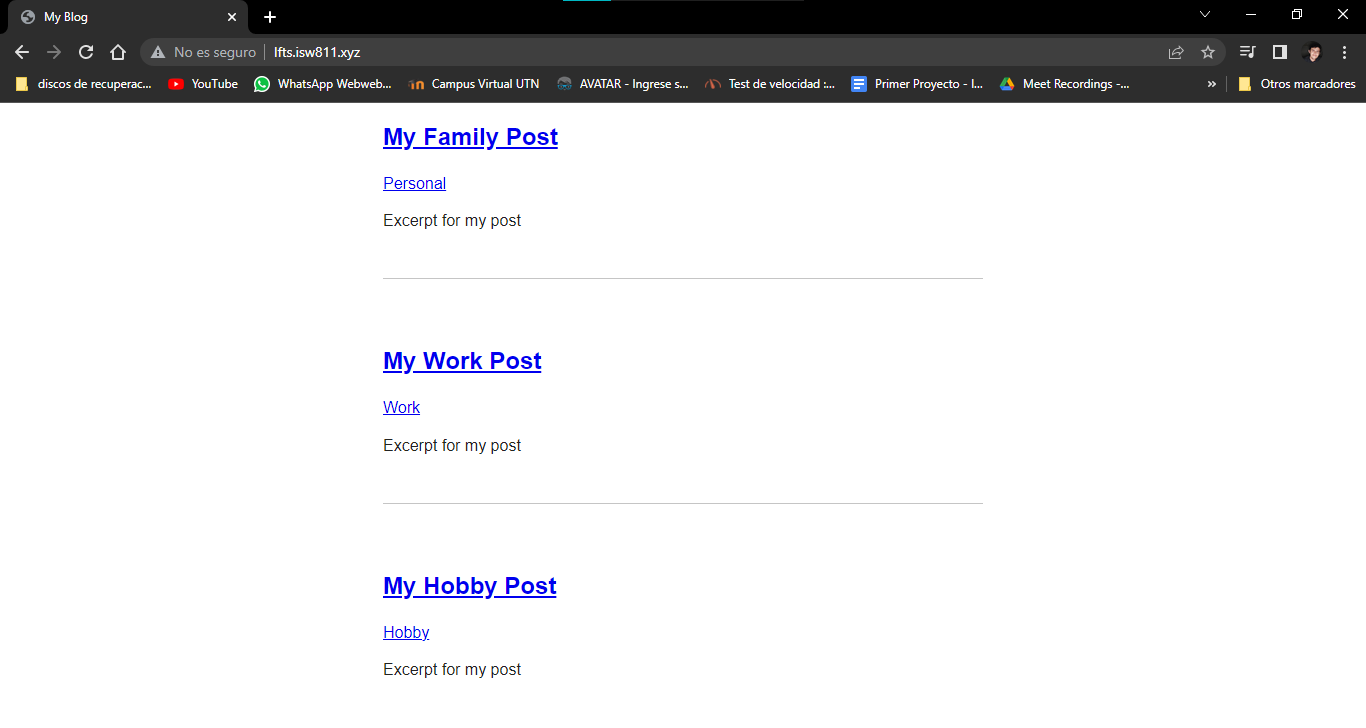 My Blog
No es seguro lfts.isw811.xyz
discos de recuperac... YouTube WhatsApp Webweb... Campus Virtual UTN AVATAR - Ingrese s... Test de velocidad :... Primer Proyecto - I... Meet Recordings -... » Otros marcadores
My Family Post
Personal
Excerpt for my post
My Work Post
Work
Excerpt for my post
My Hobby Post
Hobby
Excerpt for my post